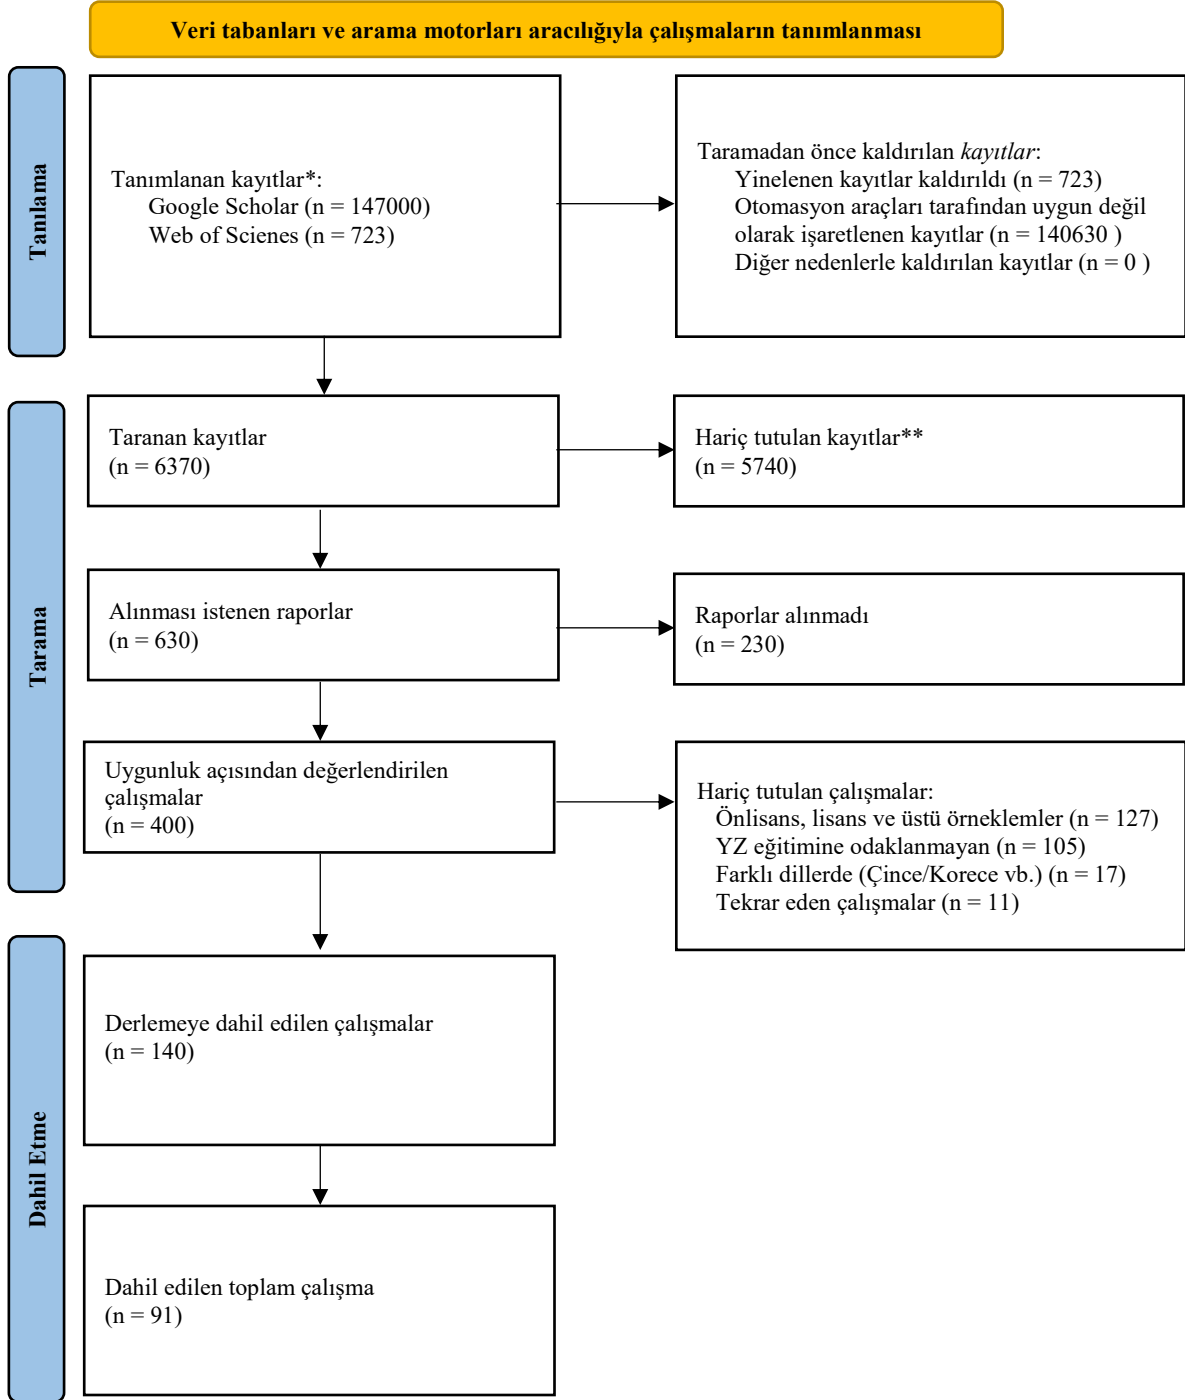 Veri tabanları ve arama motorları aracılığıyla çalışmaların tanımlanması
Tanılama
Tanımlanan kayıtlar*:
Google Scholar (n = 147000)
Web of Scienes (n = 723)
Taramadan önce kaldırılan kayıtlar:
Yinelenen kayıtlar kaldırıldı (n = 723)
Otomasyon araçları tarafından uygun değil
olarak işaretlenen kayıtlar (n = 140630 )
Diğer nedenlerle kaldırılan kayıtlar (n = 0 )
Tarama
Taranan kayıtlar
(n = 6370)
Hariç tutulan kayıtlar**
(n = 5740)
Alınması istenen raporlar
(n = 630)
Raporlar alınmadı
(n = 230)
Uygunluk açısından değerlendirilen
çalışmalar
(n = 400)
Hariç tutulan çalışmalar:
Önlisans, lisans ve üstü örneklemler (n = 127)
YZ eğitimine odaklanmayan (n = 105)
Farklı dillerde (Çince/Korece vb.) (n = 17)
Tekrar eden çalışmalar (n = 11)
Dahil Etme
Derlemeye dahil edilen çalışmalar
(n = 140)
Dahil edilen toplam çalışma
(n = 91)